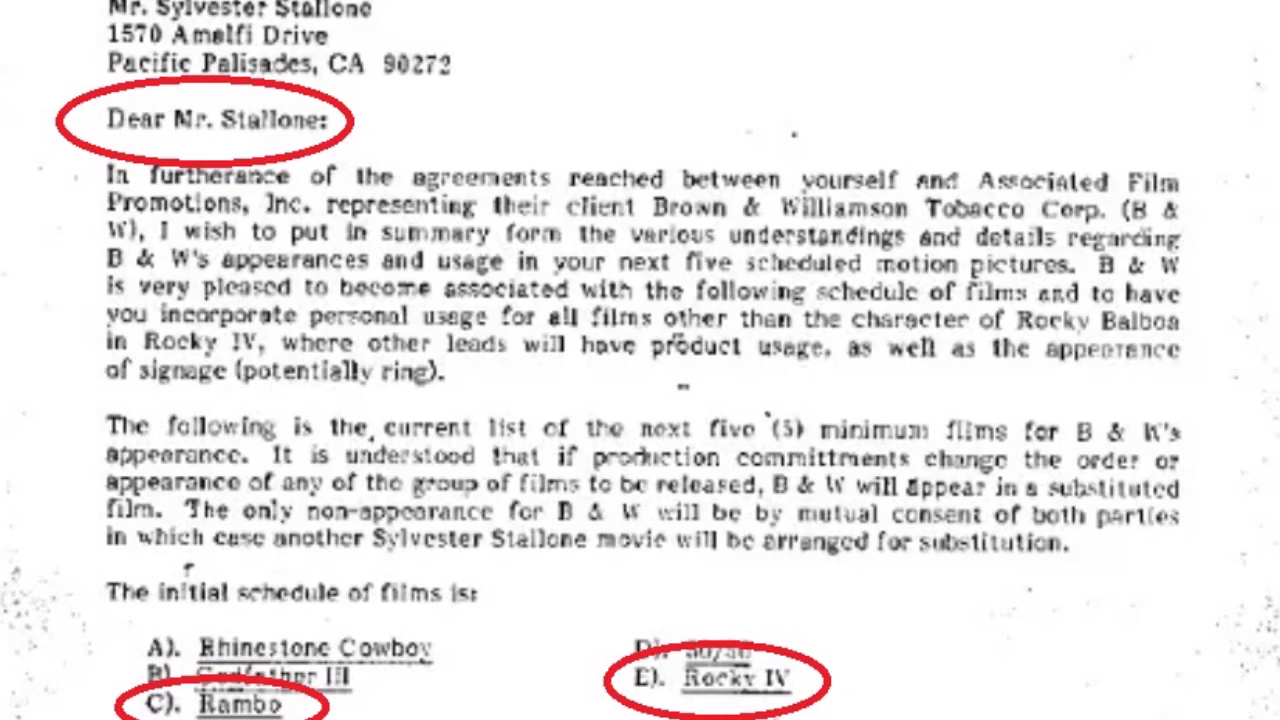 Mr. Sylvester Stallone
1570 Amalfi Drive
Pacific Palisades, CA 90272
Dear Mr. Stallone:
In furtherance of the agreements reached between yourself and Associated Film
Promotions, Inc. representing their client Brown & Williamson Tobacco Corp. (B &
W), I wish to put in summary form the various understandings and details regarding
B & W's appearances and usage in your next five scheduled motion pictures. B & W
is very pleased to become associated with the following schedule of films and to have
you incorporate personal usage for all films other than the character of Rocky Balboa
in Rocky IV, where other leads will have product usage, as well as the appearance
of signage (potentially ring).
The following is the current list of the next five (5) minimum films for B & W's
appearance. It is understood that if production committments change the order or
appearance of any of the group of films to be released, B & W will appear in a substituted
film. The only non-appearance for B & W will be by mutual consent of both parties
in which case another Sylvester Stallone movie will be arranged for substitution.
The initial schedule of films is:
A). Rhinestone Cowboy
D). 50/50
B). Godfather III
E). Rocky IV
C). Rambo